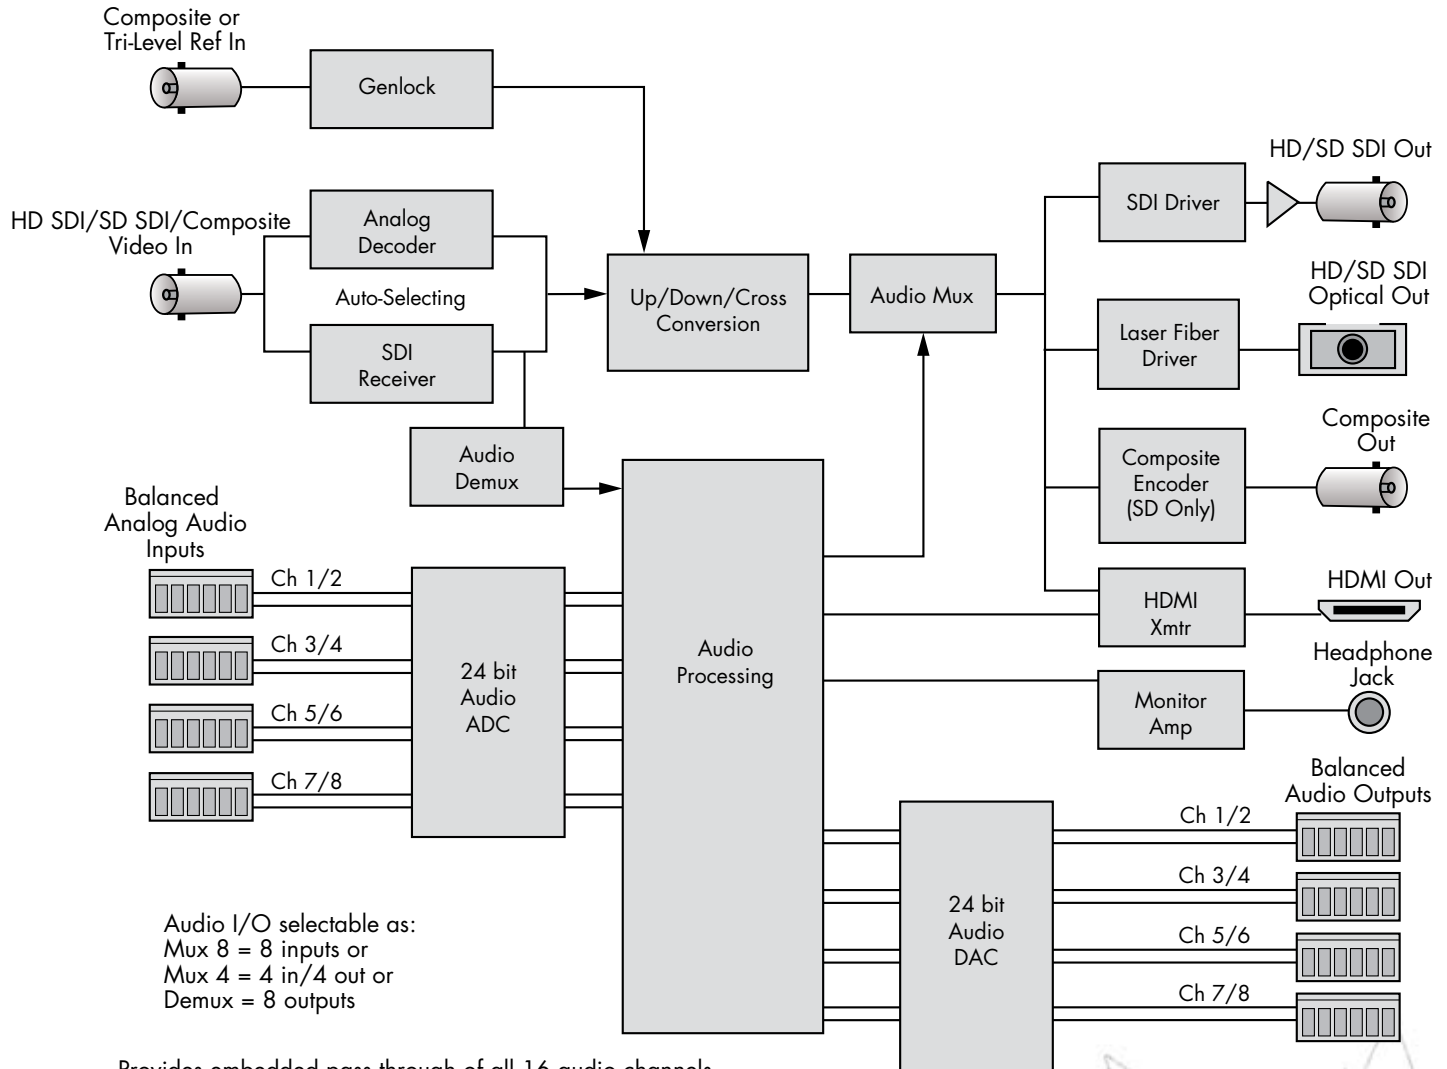 Composite or
Tri-Level Ref In
Genlock
HD SDI/SD SDI/Composite
Video In
Analog
Decoder
Auto-Selecting
SDI
Receiver
Up/Down/Cross
Conversion
Audio Mux
SDI Driver
HD/SD SDI Out
Laser Fiber
Driver
HD/SD SDI
Optical Out
Composite
Encoder
(SD Only)
Composite
Out
HDMI
Xmtr
HDMI Out
Monitor
Amp
Headphone
Jack
Audio
Demux
Balanced
Analog Audio
Inputs
Ch 1/2
Ch 3/4
Ch 5/6
Ch 7/8
24 bit
Audio
ADC
Audio
Processing
24 bit
Audio
DAC
Balanced
Audio Outputs
Ch 1/2
Ch 3/4
Ch 5/6
Ch 7/8
Audio I/O selectable as:
Mux 8 = 8 inputs or
Mux 4 = 4 in/4 out or
Demux = 8 outputs
Provides embedded pass through of all 16 audio channels